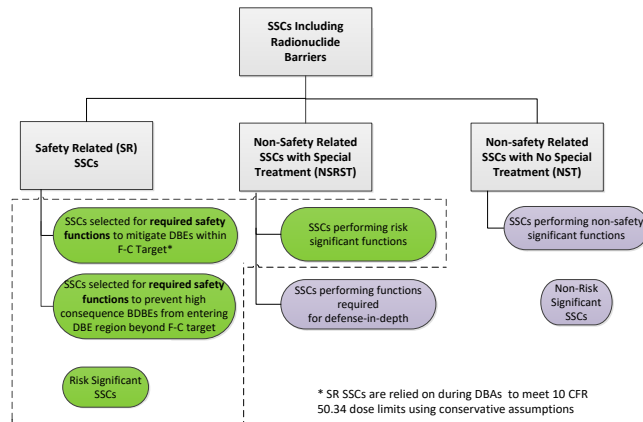 SSCs Including
Radionuclide
Barriers
Safety Related (SR)
SSCs
Non-Safety Related
SSCs with Special
Treatment (NSRST)
Non-safety Related
SSCs with No Special
Treatment (NST)
SSCs selected for required safety
functions to mitigate DBEs within
F-C Target*
SSCs performing risk
significant functions
SSCs performing non-safety
significant functions
SSCs selected for required safety
functions to prevent high
consequence BDBEs from entering
DBE region beyond F-C target
SSCs performing functions
required
for defense-in-depth
Non-Risk
Significant
SSCs
Risk Significant
SSCs
* SR SSCs are relied on during DBAs to meet 10 CFR
50.34 dose limits using conservative assumptions